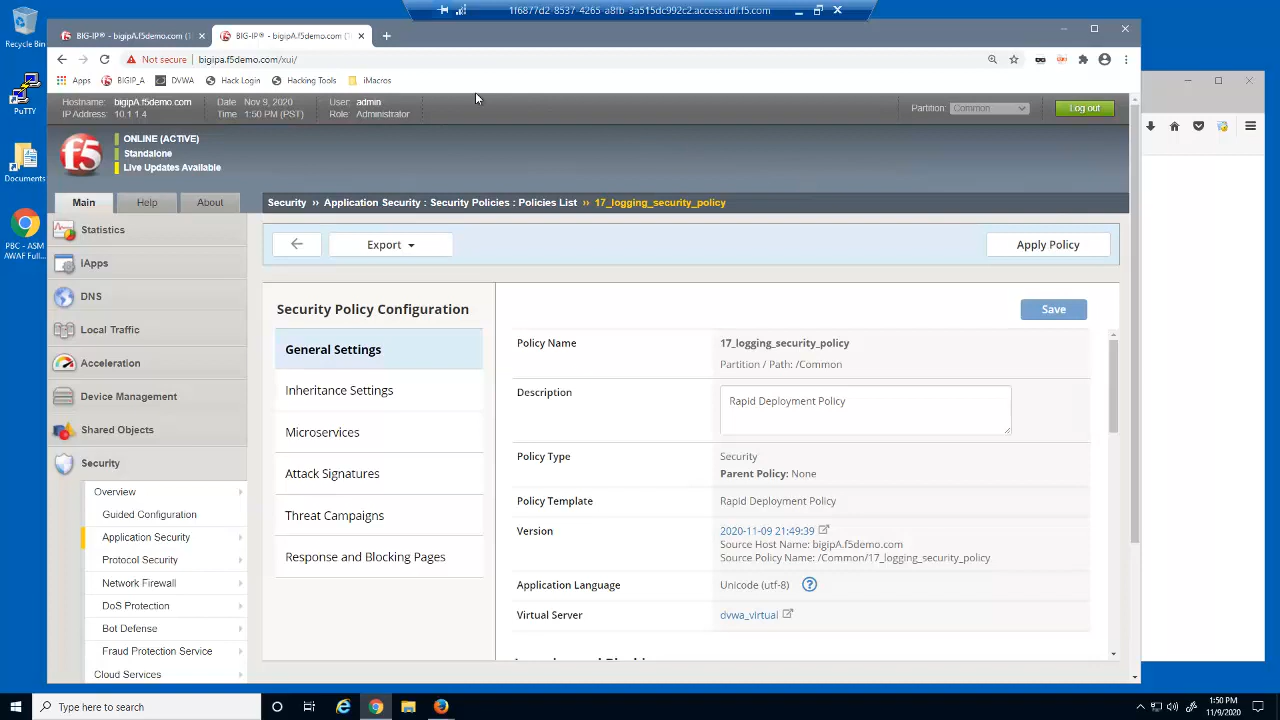 1f6877d2-8537-4265-a8fb-3a515dc992c2.access.udf.f5.com
Recycle Bin
PuTTY
Documents
PBC - ASM
AWAF Full...
BIG-IP® - bigipa.f5demo.com (1
BIG-IP® - bigipa.f5demo.com (1
Not secure
bigipa.f5demo.com/xui/
Apps
BIGIP_A
DVWA
Hack Login
Hacking Tools
iMacros
Hostname: bigipA.f5demo.com
Date Nov 9, 2020
User: admin
IP Address: 10.1.1.4
Time 1:50 PM (PST)
Role: Administrator
Partition: Common
Log out
f5
ONLINE (ACTIVE)
Standalone
Live Updates Available
Main
Help
About
Security ›› Application Security : Security Policies : Policies List ›› 17_logging_security_policy
Statistics
IApps
DNS
Local Traffic
Acceleration
Device Management
Shared Objects
Security
Overview
Guided Configuration
Application Security
Protocol Security
Network Firewall
DoS Protection
Bot Defense
Fraud Protection Service
Cloud Services
Export
Apply Policy
Security Policy Configuration
General Settings
Inheritance Settings
Microservices
Attack Signatures
Threat Campaigns
Response and Blocking Pages
Save
Policy Name
17_logging_security_policy
Partition / Path: /Common
Description
Rapid Deployment Policy
Policy Type
Security
Parent Policy: None
Policy Template
Rapid Deployment Policy
Version
2020-11-09 21:49:39
Source Host Name: bigipA.f5demo.com
Source Policy Name: /Common/17_logging_security_policy
Application Language
Unicode (utf-8)
Virtual Server
dvwa_virtual
Type here to search
1:50 PM
11/9/2020